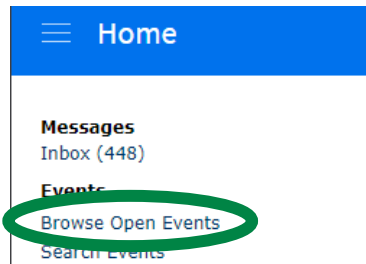 Home
Messages
Inbox (448)
Events
Browse Open Events
Search Events